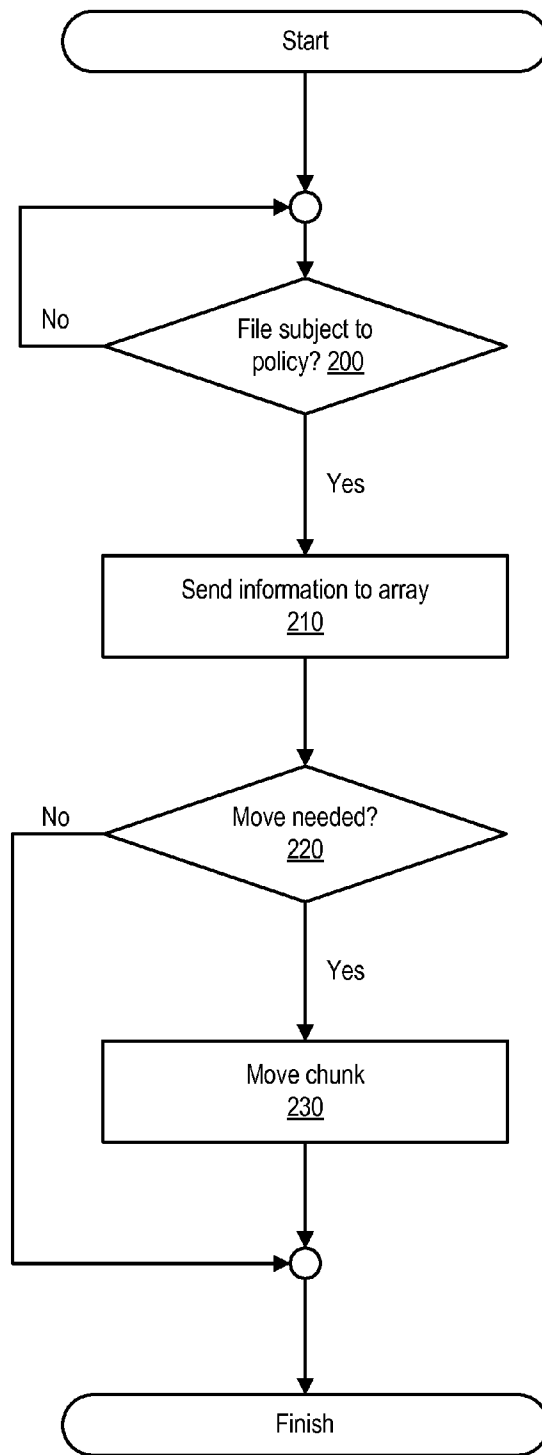 Start
No
File subject to
policy? 200
Yes
Send information to array
210
No
Move needed?
220
Yes
Move chunk
230
Finish